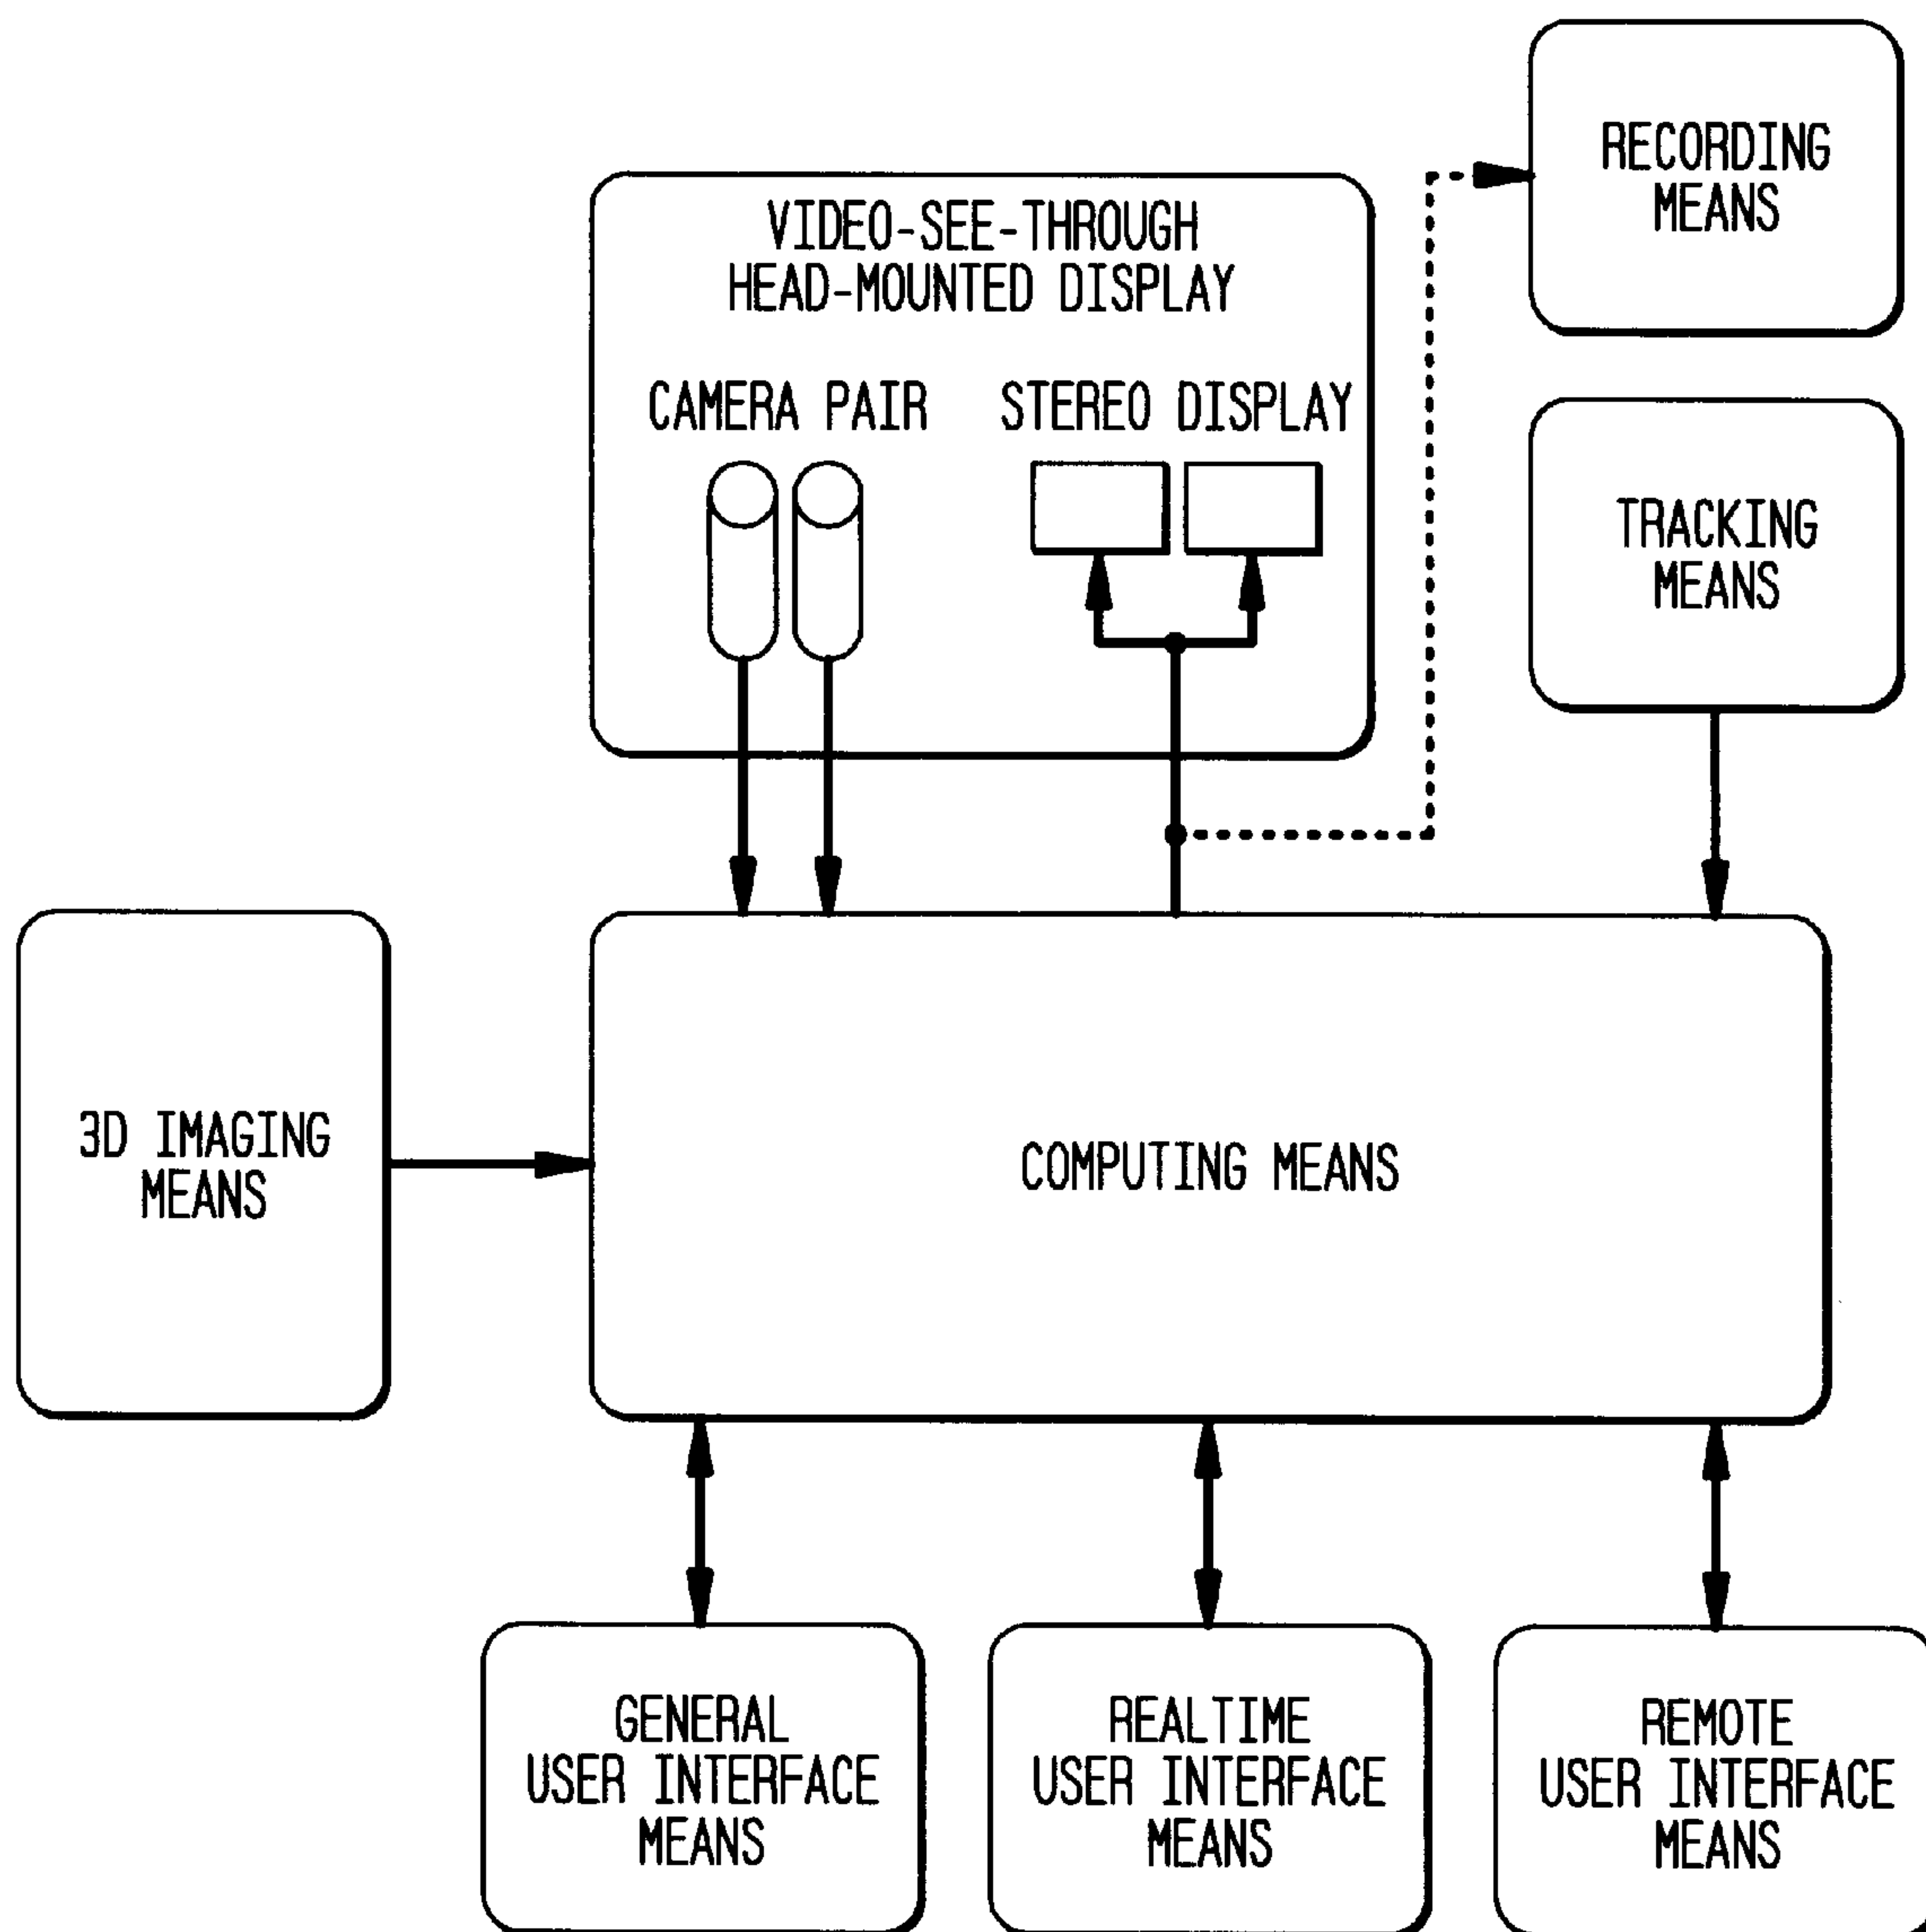 RECORDING
MEANS
VIDEO-SEE-THROUGH
HEAD-MOUNTED DISPLAY
CAMERA PAIR
STEREO DISPLAY
TRACKING
MEANS
3D IMAGING
MEANS
COMPUTING MEANS
GENERAL
USER INTERFACE
MEANS
REALTIME
USER INTERFACE
MEANS
REMOTE
USER INTERFACE
MEANS